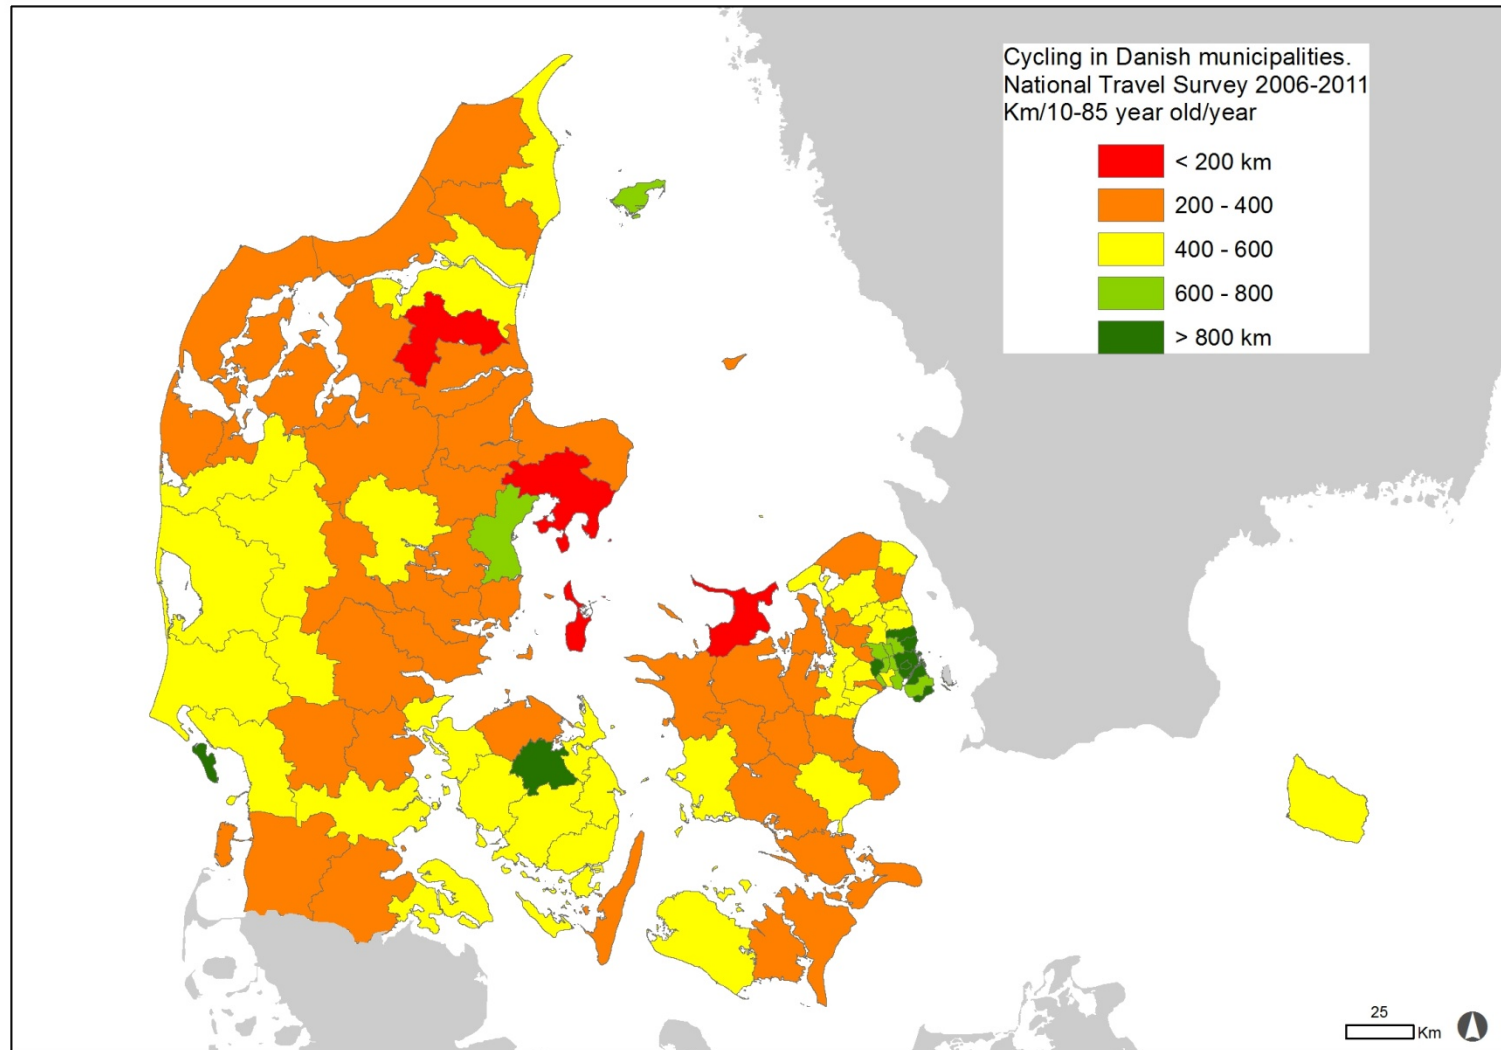 Cycling in Danish municipalities.
National Travel Survey 2006-2011
Km/10-85 year old/year
< 200 km
200 - 400
400 - 600
600 - 800
> 800 km
25
Km